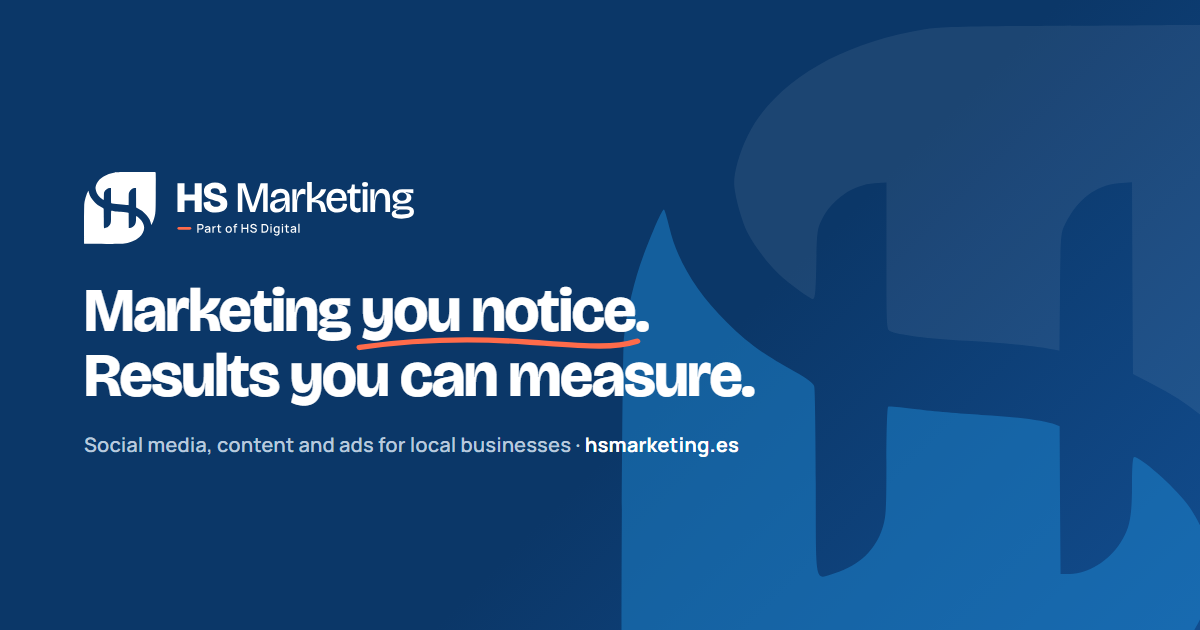 HS Marketing
Part of HS Digital
Marketing you notice.
Results you can measure.
Social media, content and ads for local businesses · hsmarketing.es